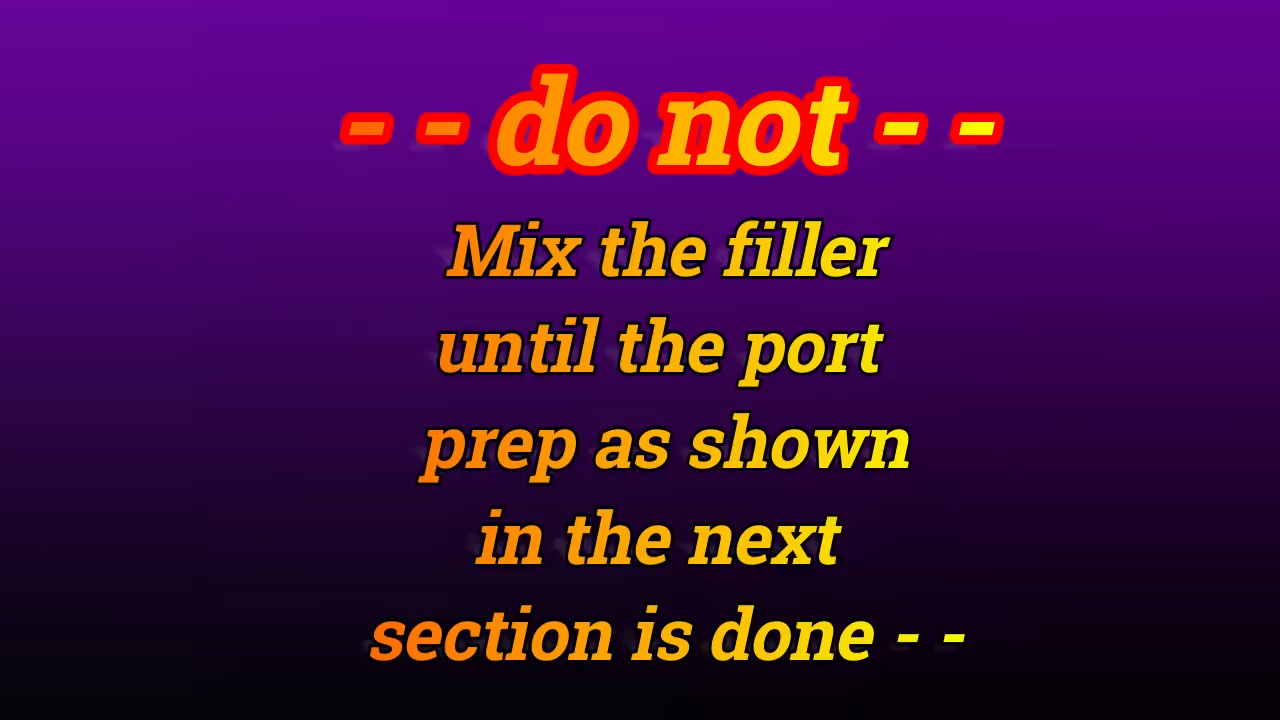 - - do not - -
Mix the filler
until the port
prep as shown
in the next
section is done - -